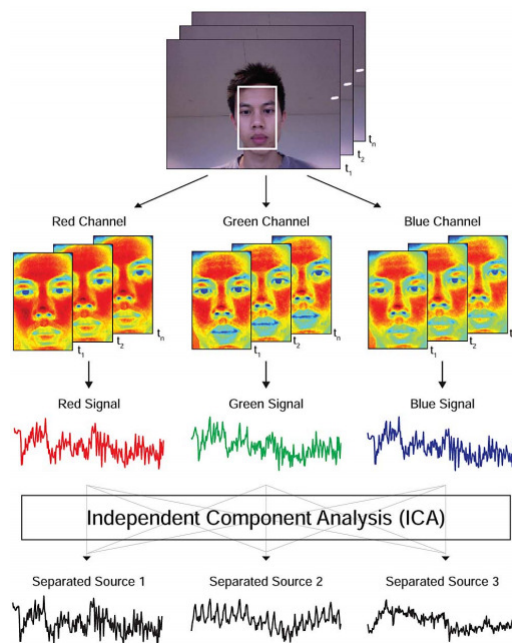 t1
t2
tn
Red Channel
Green Channel
Blue Channel
t1
t2
tn
t1
t2
tn
t1
t2
Red Signal
Green Signal
Blue Signal
Independent Component Analysis (ICA)
Separated Source 1
Separated Source 2
Separated Source 3